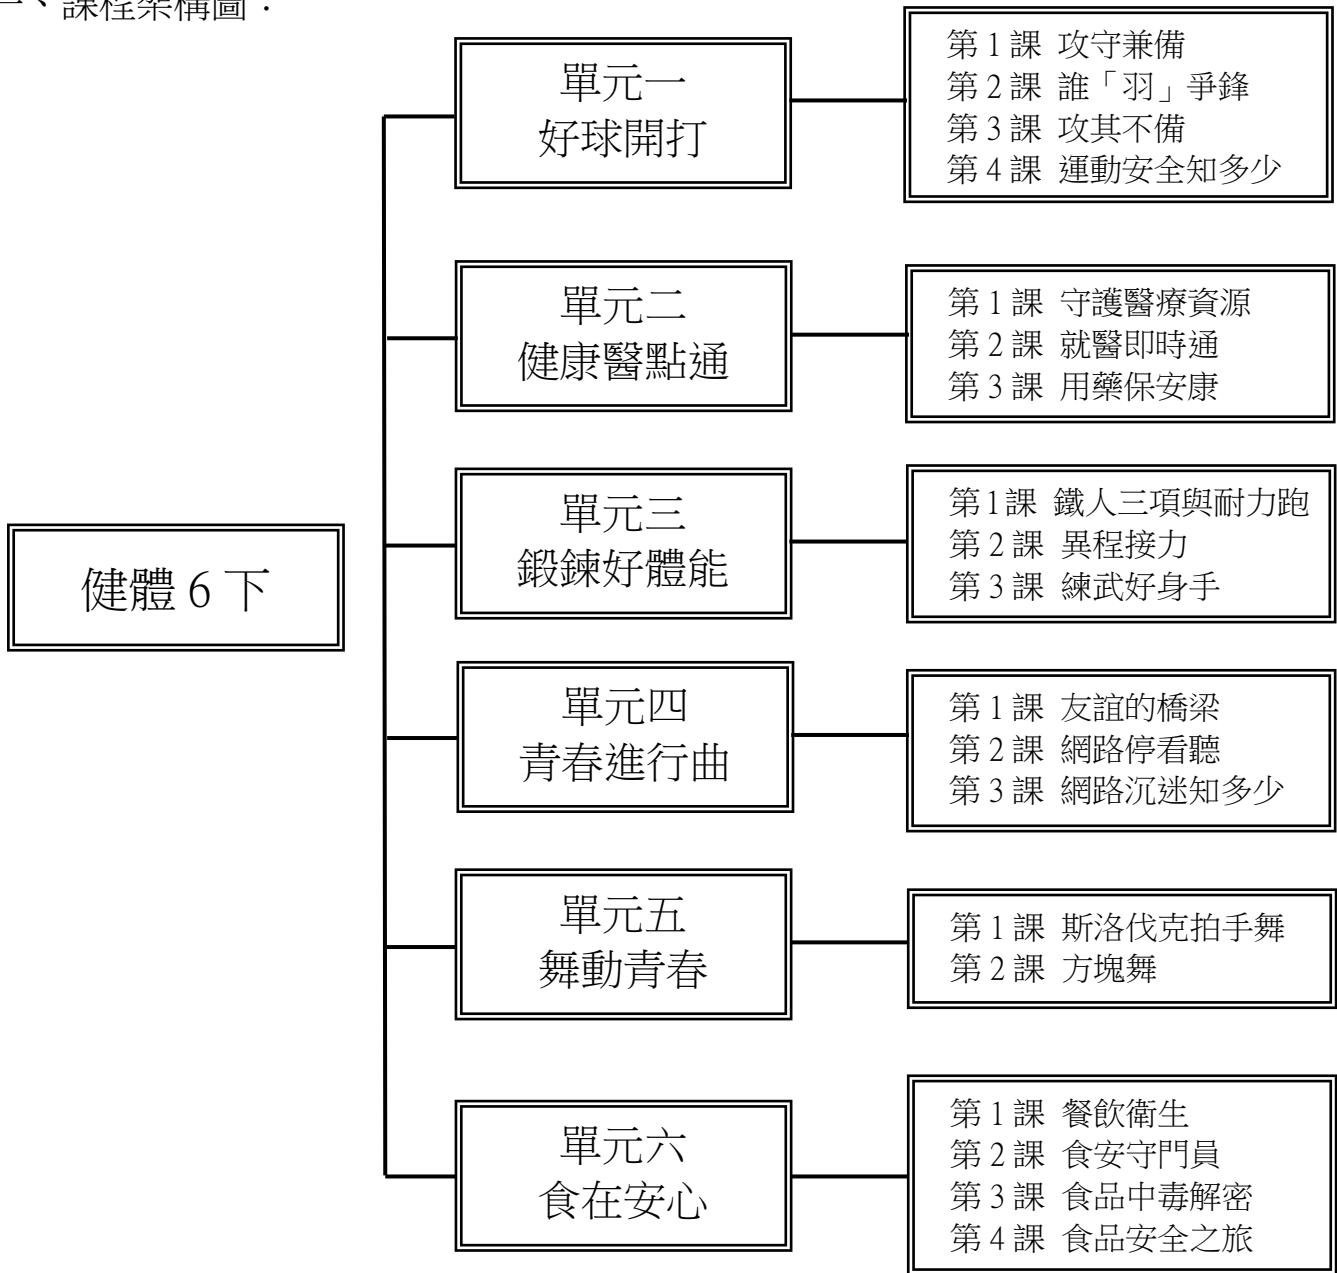 、課程架構圖：
健體 6 下
單元一
好球開打
第 1 課 攻守兼備
第 2 課 誰「羽」爭鋒
第 3 課 攻其不備
第 4 課 運動安全知多少
單元二
健康醫點通
第 1 課 守護醫療資源
第 2 課 就醫即時通
第 3 課 用藥保安康
單元三
鍛鍊好體能
第 1 課 鐵人三項與耐力跑
第 2 課 異程接力
第 3 課 練武好身手
單元四
青春進行曲
第 1 課 友誼的橋梁
第 2 課 網路停看聽
第 3 課 網路沉迷知多少
單元五
舞動青春
第 1 課 斯洛伐克拍手舞
第 2 課 方塊舞
單元六
食在安心
第 1 課 餐飲衛生
第 2 課 食安守門員
第 3 課 食品中毒解密
第 4 課 食品安全之旅